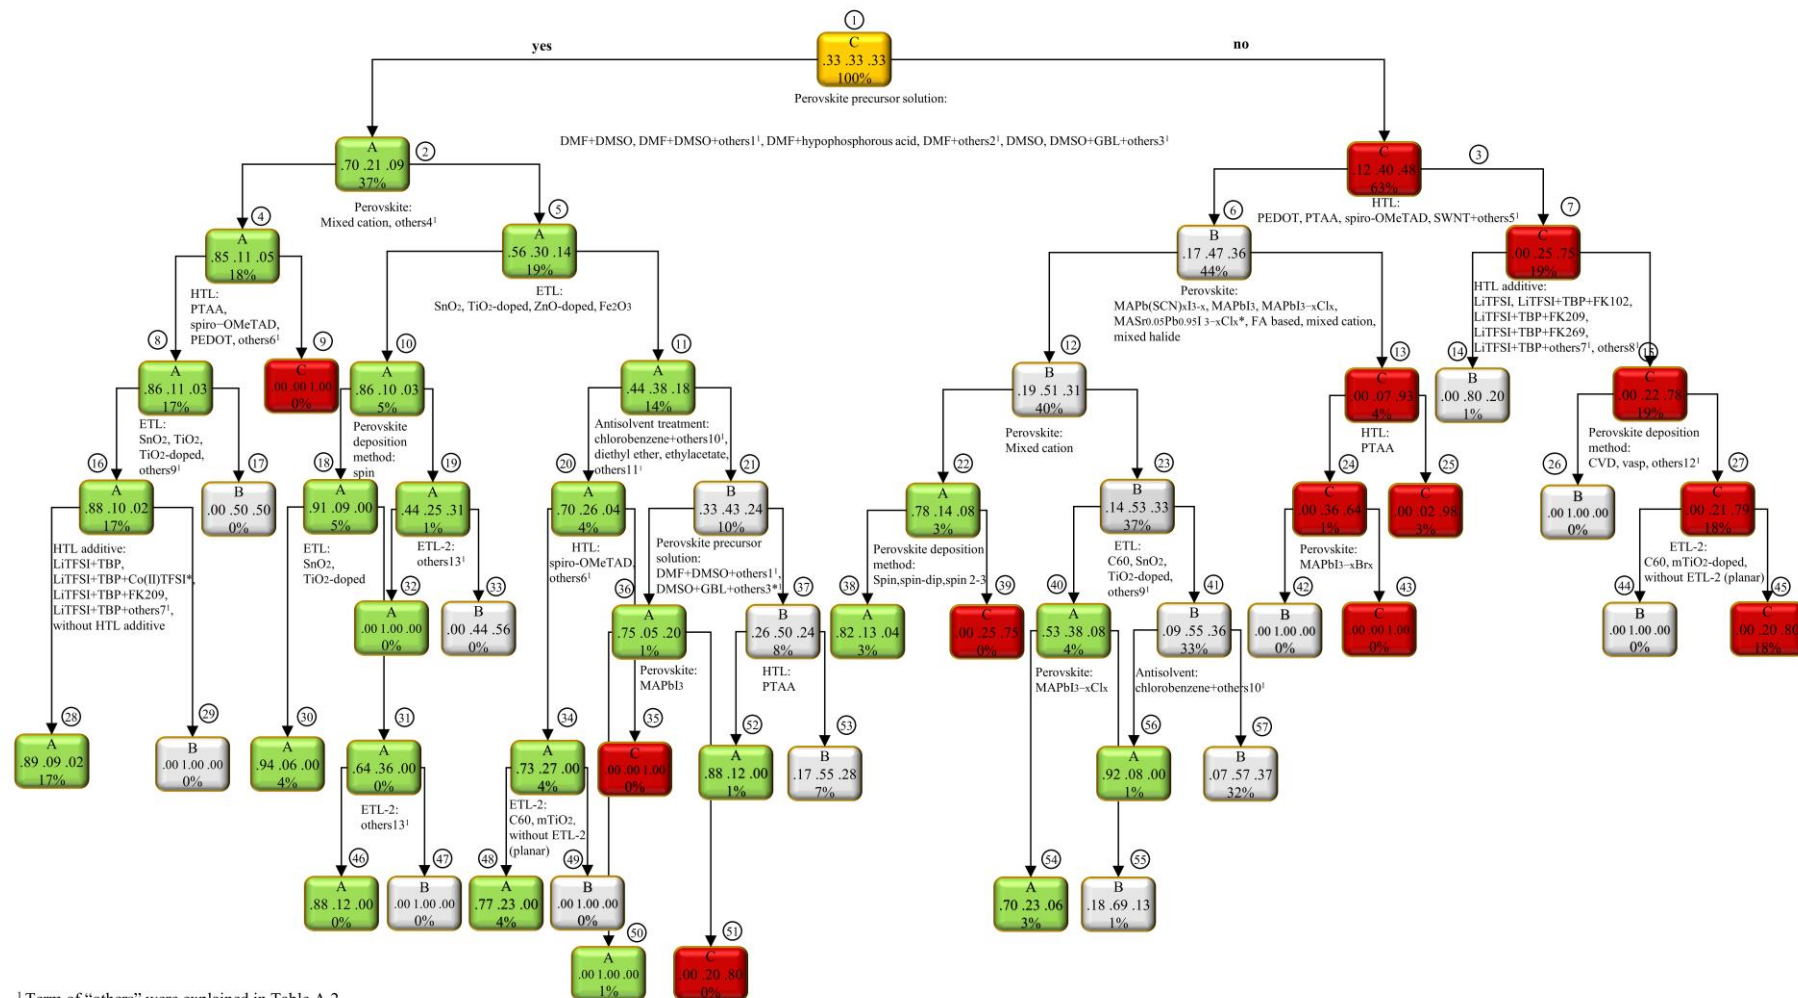 1
yes
no
C
.33 .33 .33
100%
Perovskite precursor solution:
DMF+DMSO, DMF+DMSO+others1¹, DMF+hypophosphorous acid, DMF+others2¹, DMSO, DMSO+GBL+others3¹
2
A
.70 .21 .09
37%
Perovskite:
Mixed cation, others4¹
3
C
.12 .40 .48
63%
HTL:
PEDOT, PTAA, spiro-OMeTAD, SWNT+others5¹
4
A
.85 .11 .05
18%
HTL:
PTAA,
spiro−OMeTAD,
PEDOT, others6¹
5
A
.56 .30 .14
19%
ETL:
SnO2, TiO2-doped, ZnO-doped, Fe2O3
6
B
.17 .47 .36
44%
Perovskite:
MAPb(SCN)xI3-x, MAPbI3, MAPbI3−xClx,
MASr0.05Pb0.95I 3−xClx*, FA based, mixed cation,
mixed halide
7
C
.00 .25 .75
19%
HTL additive:
LiTFSI, LiTFSI+TBP+FK102,
LiTFSI+TBP+FK209,
LiTFSI+TBP+FK269,
LiTFSI+TBP+others7¹, others8¹
8
A
.86 .11 .03
17%
ETL:
SnO2, TiO2,
TiO2-doped,
others9¹
9
C
.00 .00 1.00
0%
10
A
.86 .10 .03
5%
Perovskite
deposition
method:
spin
11
A
.44 .38 .18
14%
Antisolvent treatment:
chlorobenzene+others10¹,
diethyl ether, ethylacetate,
others11¹
12
B
.19 .51 .31
40%
Perovskite:
Mixed cation
13
C
.00 .07 .93
4%
HTL:
PTAA
14
B
.00 .80 .20
1%
15
C
.00 .22 .78
19%
Perovskite deposition
method:
CVD, vasp, others12¹
16
A
.88 .10 .02
17%
HTL additive:
LiTFSI+TBP,
LiTFSI+TBP+Co(II)TFSI*,
LiTFSI+TBP+FK209,
LiTFSI+TBP+others7¹,
without HTL additive
17
B
.00 .50 .50
0%
18
A
.91 .09 .00
5%
ETL:
SnO2,
TiO2-doped
19
A
.44 .25 .31
1%
ETL-2:
others13¹
20
A
.70 .26 .04
4%
HTL:
spiro-OMeTAD,
others6¹
21
B
.33 .43 .24
10%
Perovskite precursor
solution:
DMF+DMSO+others1¹,
DMSO+GBL+others3*¹
22
A
.78 .14 .08
3%
Perovskite deposition
method:
Spin,spin-dip,spin 2-3
23
B
.14 .53 .33
37%
ETL:
C60, SnO2,
TiO2-doped,
others9¹
24
C
.00 .36 .64
1%
Perovskite:
MAPbI3−xBrx
25
C
.00 .02 .98
3%
26
B
.00 1.00 .00
0%
27
C
.00 .21 .79
18%
ETL-2:
C60, mTiO2-doped,
without ETL-2 (planar)
32
A
.00 1.00 .00
0%
33
B
.00 .44 .56
0%
36
A
.75 .05 .20
1%
Perovskite:
MAPbI3
37
B
.26 .50 .24
8%
HTL:
PTAA
38
A
.82 .13 .04
3%
39
C
.00 .25 .75
0%
40
A
.53 .38 .08
4%
Perovskite:
MAPbI3−xClx
41
B
.09 .55 .36
33%
Antisolvent:
chlorobenzene+others10¹
42
B
.00 1.00 .00
0%
43
C
.00 .00 1.00
0%
44
B
.00 1.00 .00
0%
45
C
.00 .20 .80
18%
28
A
.89 .09 .02
17%
29
B
.00 1.00 .00
0%
30
A
.94 .06 .00
4%
31
A
.64 .36 .00
0%
ETL-2:
others13¹
34
A
.73 .27 .00
4%
ETL-2:
C60, mTiO2,
without ETL-2
(planar)
35
C
.00 .00 1.00
0%
52
A
.88 .12 .00
1%
53
B
.17 .55 .28
7%
56
A
.92 .08 .00
1%
57
B
.07 .57 .37
32%
46
A
.88 .12 .00
0%
47
B
.00 1.00 .00
0%
48
A
.77 .23 .00
4%
49
B
.00 1.00 .00
0%
54
A
.70 .23 .06
3%
55
B
.18 .69 .13
1%
50
A
.00 1.00 .00
1%
51
C
.00 .20 .80
0%
¹ Term of “others” were explained in Table A.2